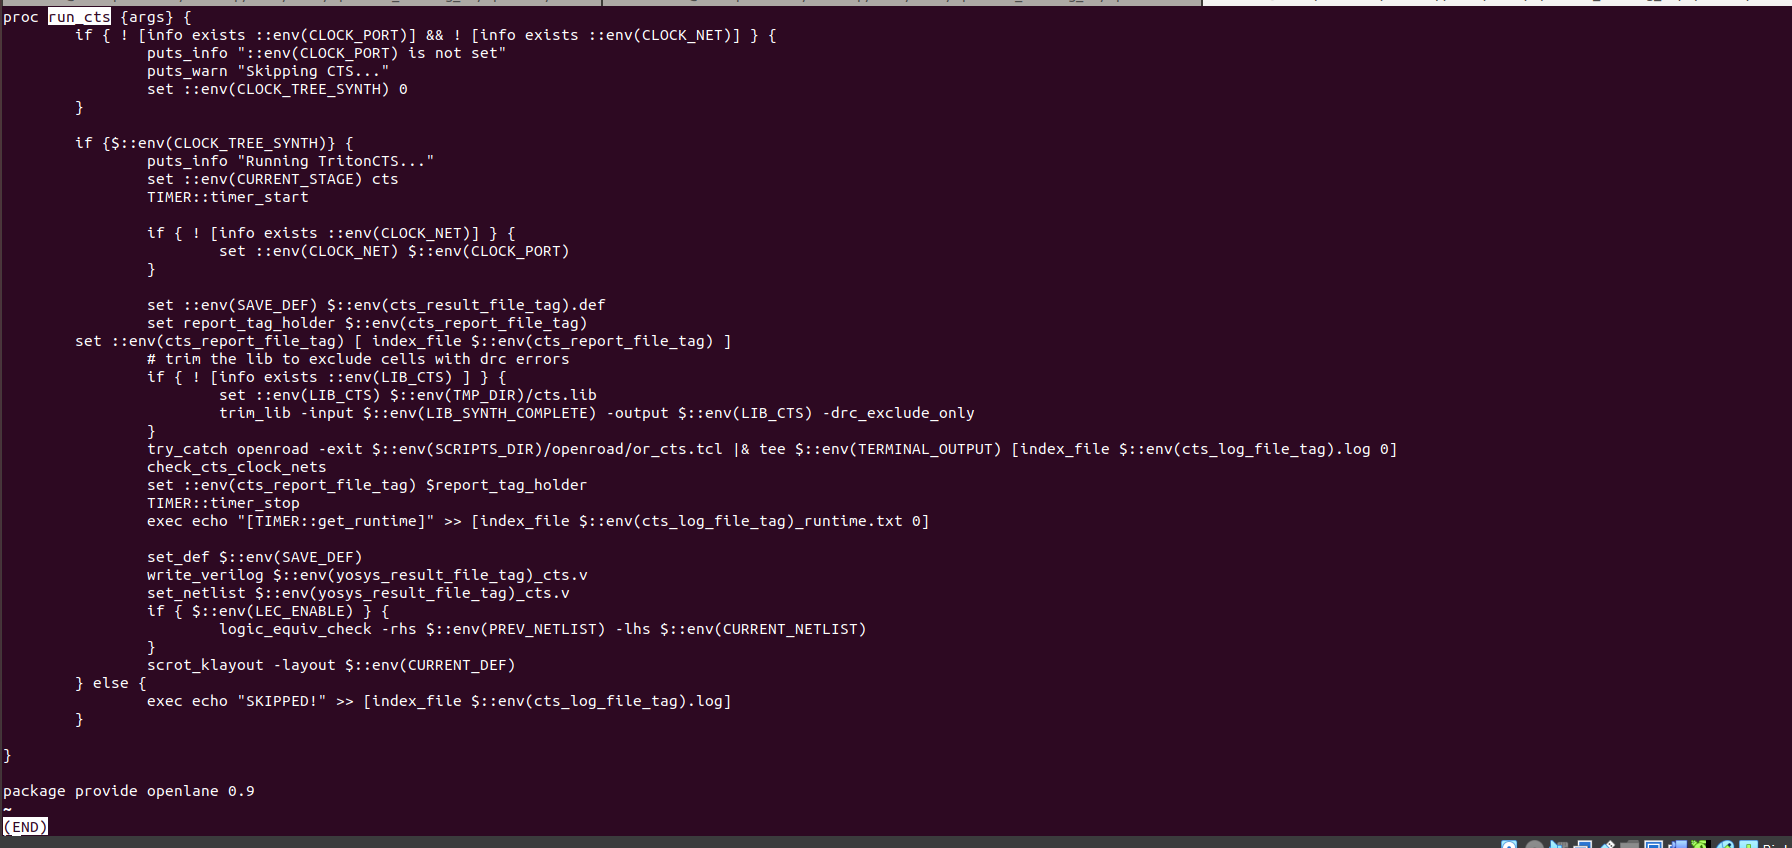 proc run_cts {args} {
        if { ! [info exists ::env(CLOCK_PORT)] && ! [info exists ::env(CLOCK_NET)] } {
                puts_info "::env(CLOCK_PORT) is not set"
                puts_warn "Skipping CTS..."
                set ::env(CLOCK_TREE_SYNTH) 0
        }

        if {$::env(CLOCK_TREE_SYNTH)} {
                puts_info "Running TritonCTS..."
                set ::env(CURRENT_STAGE) cts
                TIMER::timer_start

                if { ! [info exists ::env(CLOCK_NET)] } {
                        set ::env(CLOCK_NET) $::env(CLOCK_PORT)
                }

                set ::env(SAVE_DEF) $::env(cts_result_file_tag).def
                set report_tag_holder $::env(cts_report_file_tag)
        set ::env(cts_report_file_tag) [ index_file $::env(cts_report_file_tag) ]
                # trim the lib to exclude cells with drc errors
                if { ! [info exists ::env(LIB_CTS) ] } {
                        set ::env(LIB_CTS) $::env(TMP_DIR)/cts.lib
                        trim_lib -input $::env(LIB_SYNTH_COMPLETE) -output $::env(LIB_CTS) -drc_exclude_only
                }
                try_catch openroad -exit $::env(SCRIPTS_DIR)/openroad/or_cts.tcl |& tee $::env(TERMINAL_OUTPUT) [index_file $::env(cts_log_file_tag).log 0]
                check_cts_clock_nets
                set ::env(cts_report_file_tag) $report_tag_holder
                TIMER::timer_stop
                exec echo "[TIMER::get_runtime]" >> [index_file $::env(cts_log_file_tag)_runtime.txt 0]

                set_def $::env(SAVE_DEF)
                write_verilog $::env(yosys_result_file_tag)_cts.v
                set_netlist $::env(yosys_result_file_tag)_cts.v
                if { $::env(LEC_ENABLE) } {
                        logic_equiv_check -rhs $::env(PREV_NETLIST) -lhs $::env(CURRENT_NETLIST)
                }
                scrot_klayout -layout $::env(CURRENT_DEF)
        } else {
                exec echo "SKIPPED!" >> [index_file $::env(cts_log_file_tag).log]
        }

}

package provide openlane 0.9
~
(END)